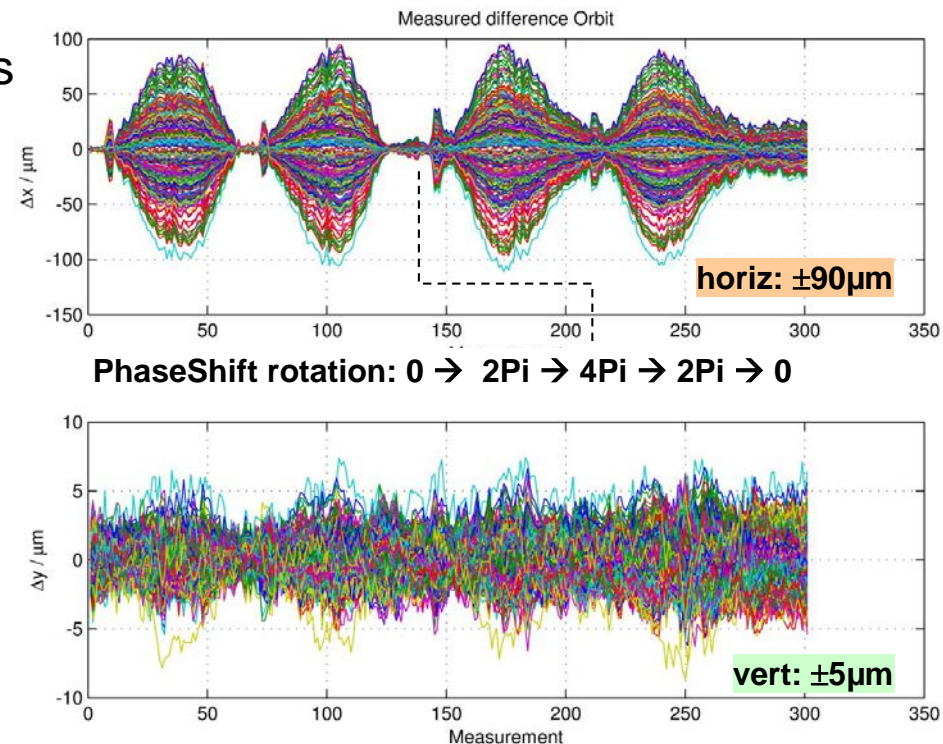 Measured difference Orbit
s
100
50
0
-50
-100
-150
Δx / μm
horiz: ±90μm
0 50 100 150 200 250 300 350
PhaseShift rotation: 0 → 2Pi → 4Pi → 2Pi → 0
10
5
0
-5
-10
Δy / μm
vert: ±5μm
0 50 100 150 200 250 300 350
Measurement